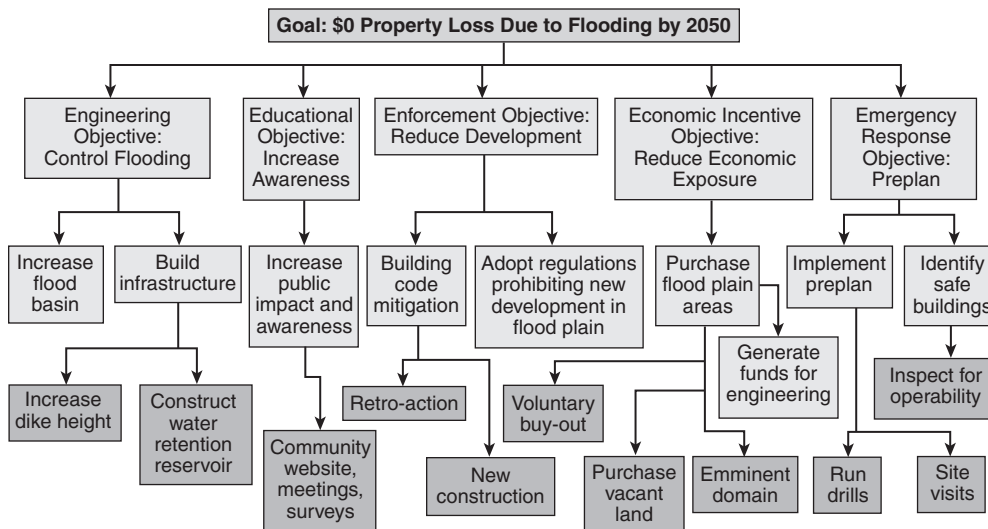 Goal: $0 Property Loss Due to Flooding by 2050
Engineering
Objective:
Control Flooding
Educational
Objective:
Increase
Awareness
Enforcement Objective:
Reduce Development
Economic Incentive
Objective:
Reduce Economic
Exposure
Emergency
Response
Objective:
Preplan
Increase
flood
basin
Build
infrastructure
Increase
public
impact and
awareness
Building
code
mitigation
Adopt regulations
prohibiting new
development in
flood plain
Purchase
flood plain
areas
Implement
preplan
Identify
safe
buildings
Generate
funds for
engineering
Increase
dike height
Construct
water
retention
reservoir
Community
website,
meetings,
surveys
Retro-action
New
construction
Voluntary
buy-out
Purchase
vacant
land
Emminent
domain
Inspect for
operability
Run
drills
Site
visits